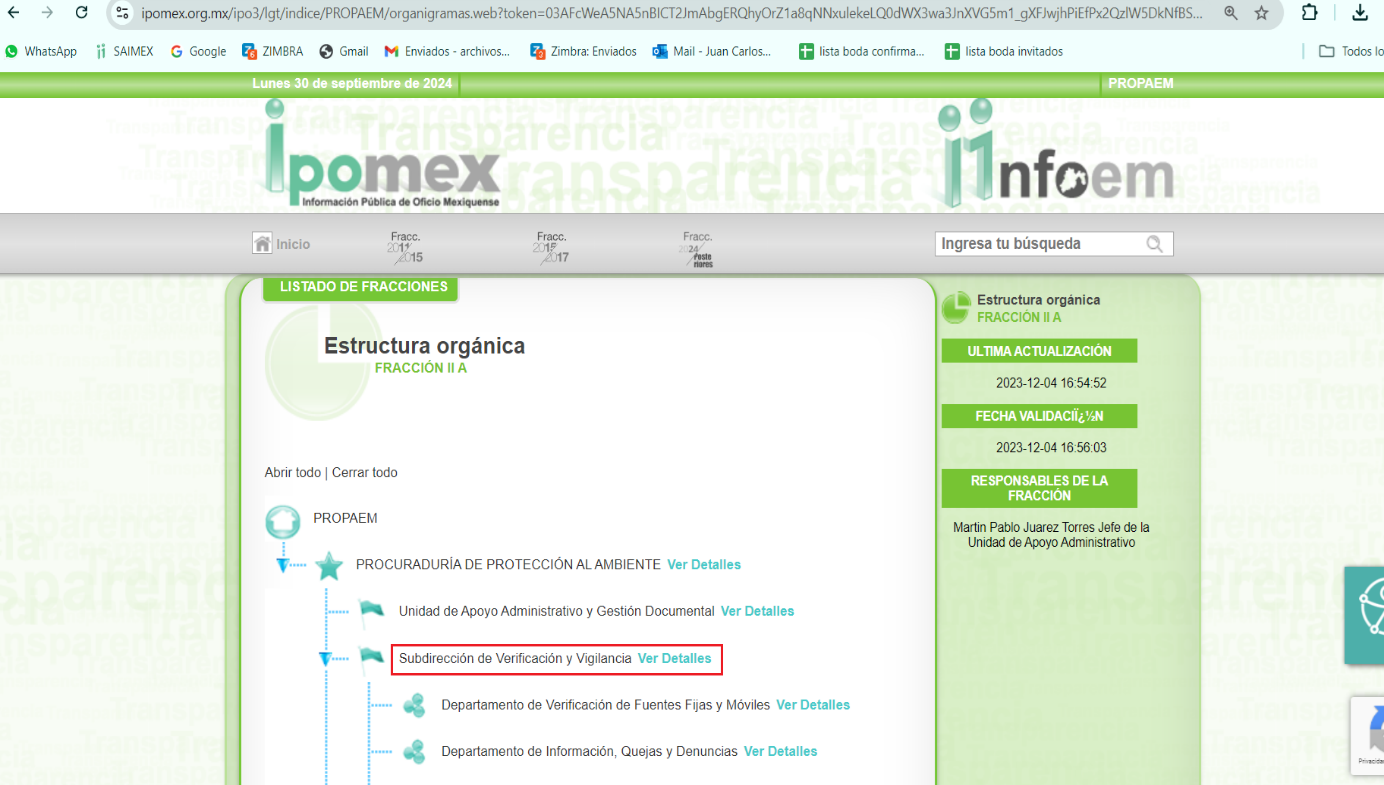 ipomex.org.mx/ipo3/lgt/indice/PROPAEM/organigramas.web?token=03AFcWeA5NA5nBICT2JmAbgERQhyOrZ1a8qNNxulekeLQ0dWX3wa3JnXVG5m1_gXFJwjhPiEfPx2QzlW5DkNfBS...
WhatsApp SAIMEX Google ZIMBRA Gmail Enviados - archivos... Zimbra: Enviados Mail - Juan Carlos... lista boda confirma... lista boda invitados Todos lo
Lunes 30 de septiembre de 2024 PROPAEM
ipomex
Información Pública de Oficio Mexiquense
infoem
Inicio
Fracc.
2011
/2015
Fracc.
2015
/2017
Fracc.
2024
/Poste
riores
Ingresa tu búsqueda
LISTADO DE FRACCIONES
Estructura orgánica
FRACCIÓN II A
Abrir todo | Cerrar todo
PROPAEM
PROCURADURÍA DE PROTECCIÓN AL AMBIENTE Ver Detalles
Unidad de Apoyo Administrativo y Gestión Documental Ver Detalles
Subdirección de Verificación y Vigilancia Ver Detalles
Departamento de Verificación de Fuentes Fijas y Móviles Ver Detalles
Departamento de Información, Quejas y Denuncias Ver Detalles
Estructura orgánica
FRACCIÓN II A
ULTIMA ACTUALIZACIÓN
2023-12-04 16:54:52
FECHA VALIDACIï¿½N
2023-12-04 16:56:03
RESPONSABLES DE LA
FRACCIÓN
Martin Pablo Juarez Torres Jefe de la
Unidad de Apoyo Administrativo